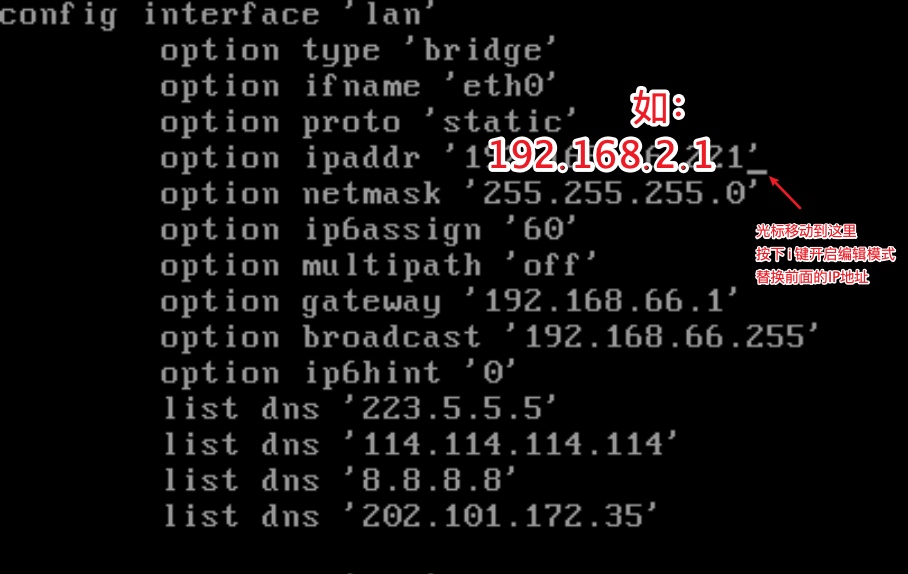 config interface 'lan'
option type 'bridge'
option ifname 'eth0'
如：
option proto 'static'
192.168.2.1
option ipaddr
option netmask '255.255.255.0'
光标移动到这里
option ip6assign '60'
按下i键开启编辑模式
option multipath 'off'
替换前面的IP地址
option gateway '192.168.66.1'
option broadcast '192.168.66.255'
option ip6hint '0'
list dns '223.5.5.5'
list dns '114.114.114.114'
list dns '8.8.8.8'
list dns '202.101.172.35'